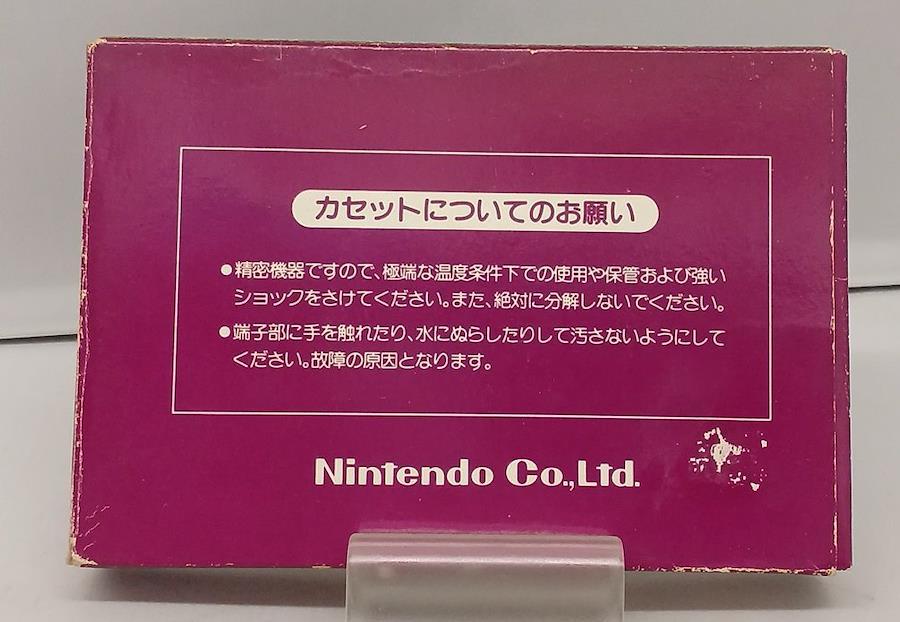 カセットについてのお願い
●精密機器ですので、極端な温度条件下での使用や保管および強い
ショックをさけてください。また、絶対に分解しないでください。
●端子部に手を触れたり、水にぬらしたりして汚さないようにして
ください。故障の原因となります。
Nintendo Co.,Ltd.